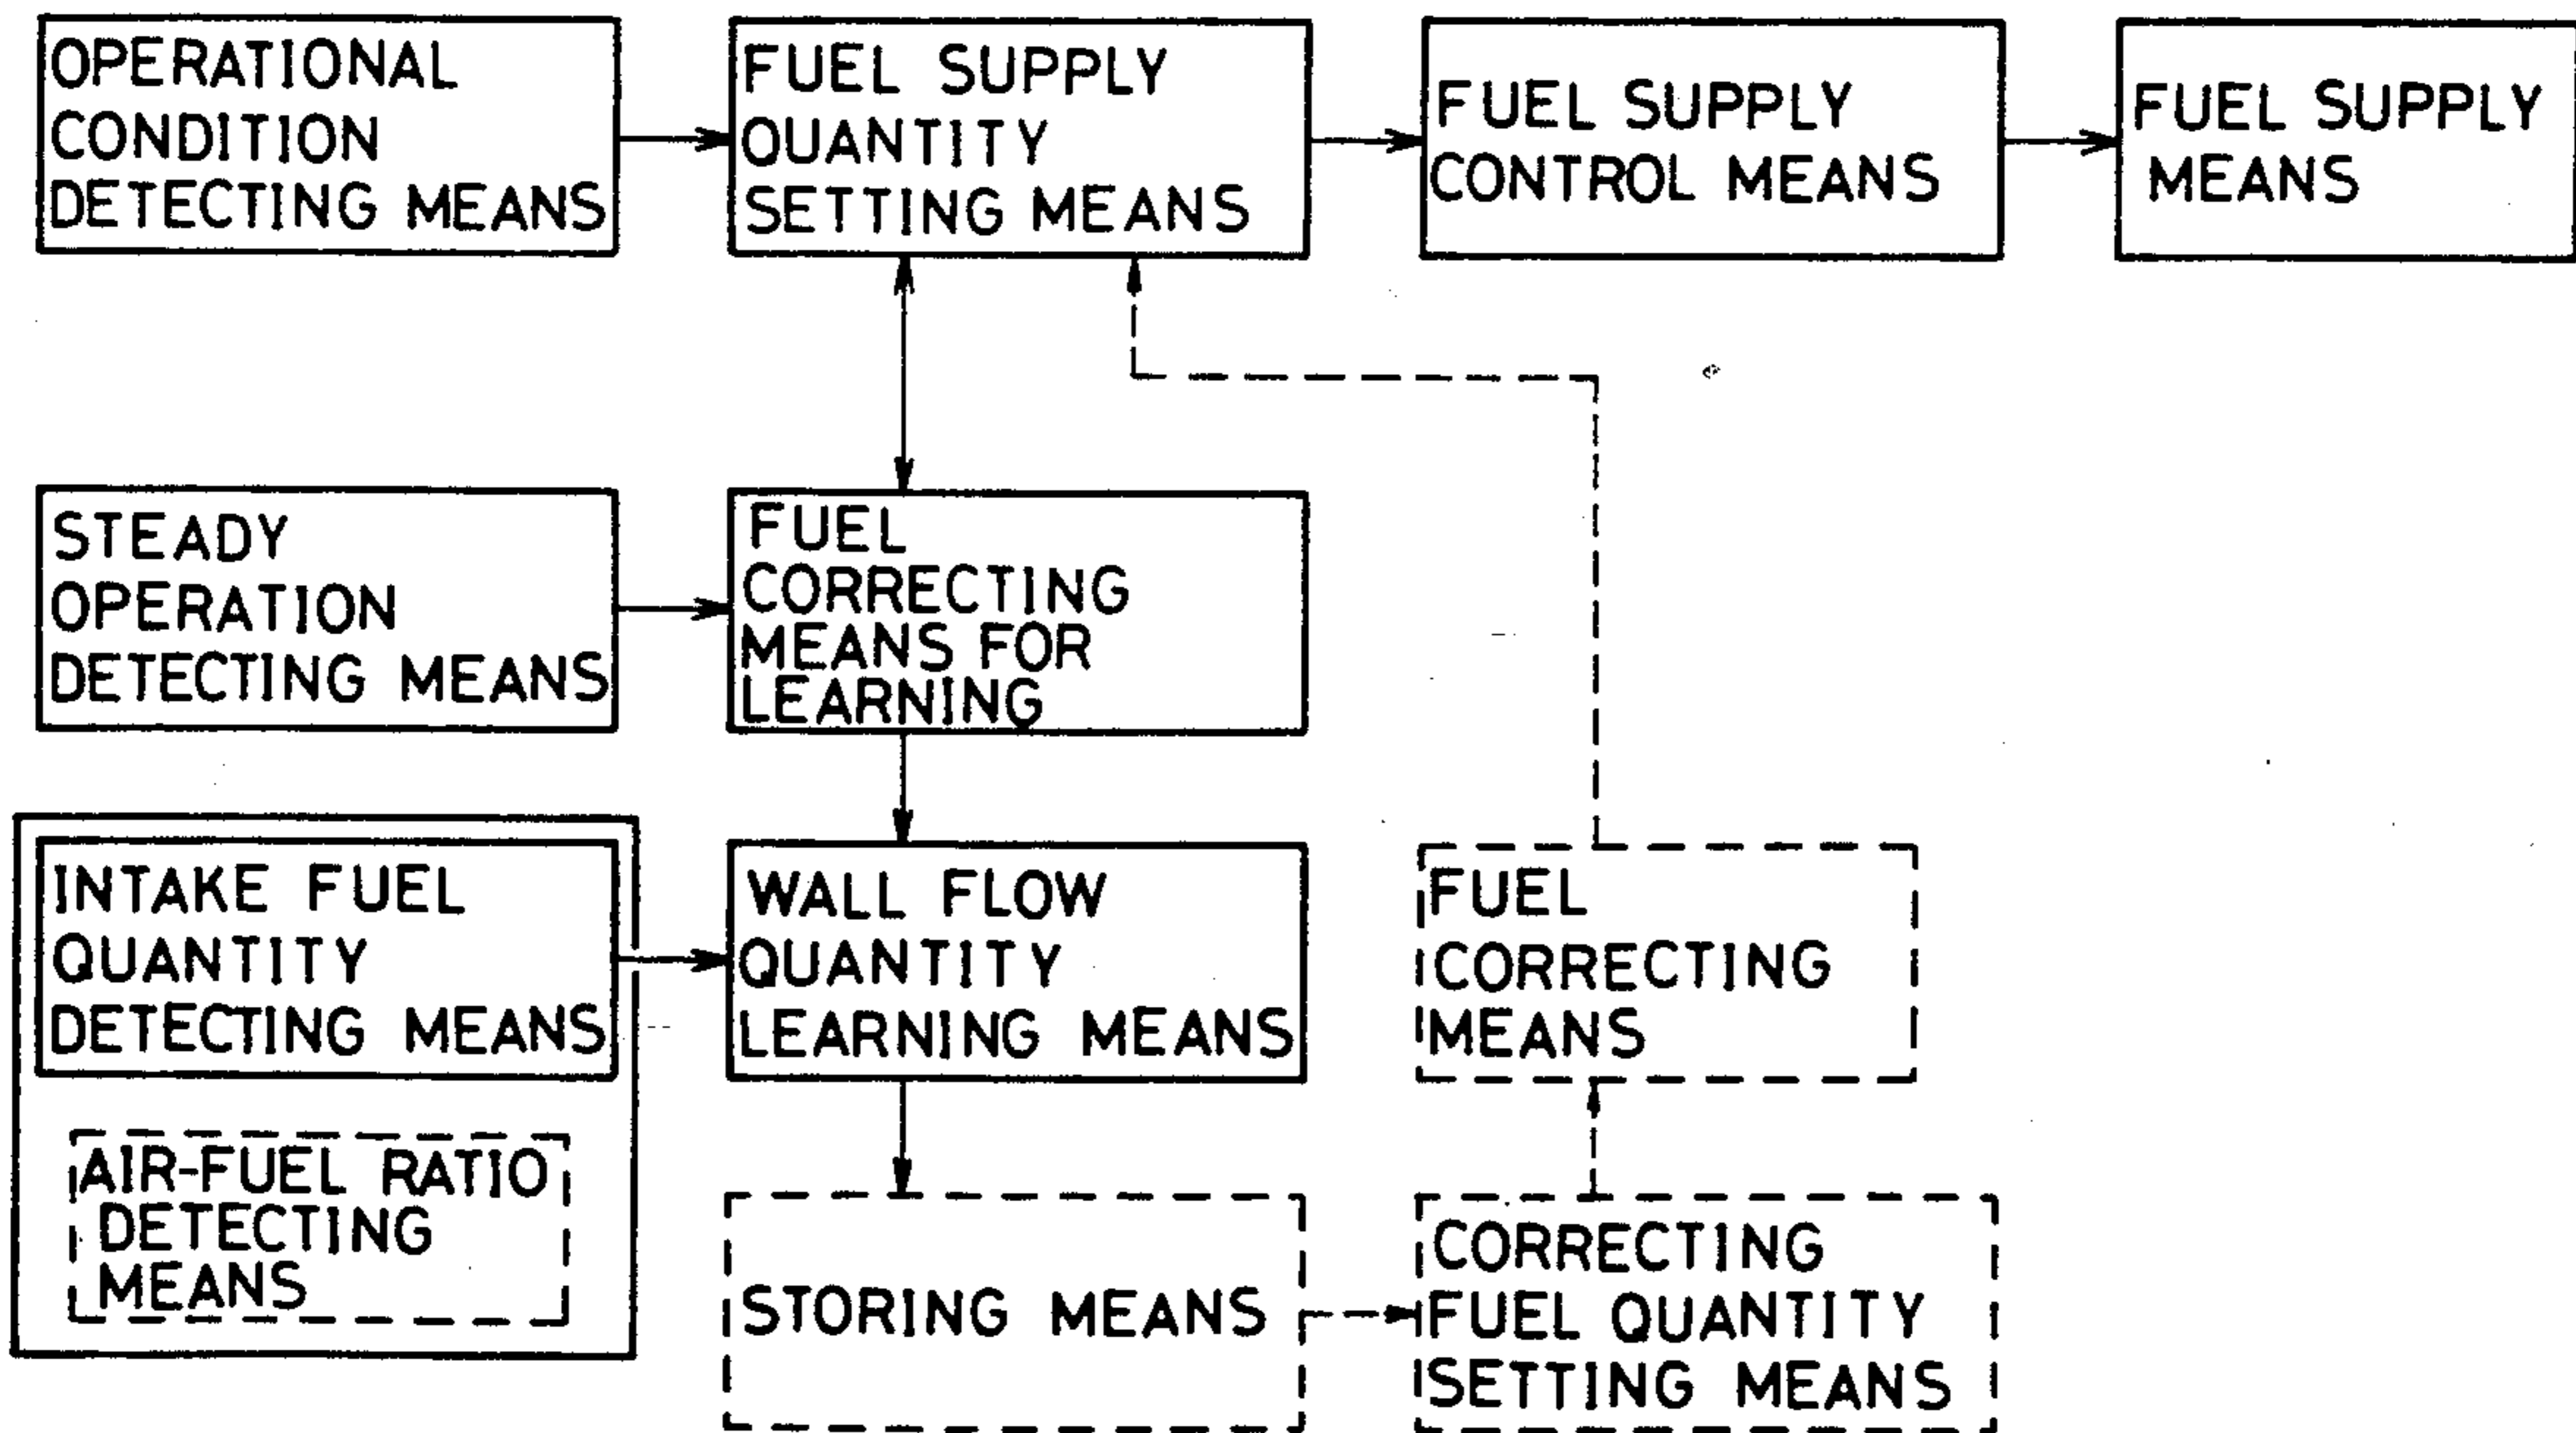 OPERATIONAL
CONDITION
DETECTING MEANS
FUEL SUPPLY
QUANTITY
SETTING MEANS
FUEL SUPPLY
CONTROL MEANS
FUEL SUPPLY
MEANS
STEADY
OPERATION
DETECTING MEANS
FUEL
CORRECTING
MEANS FOR
LEARNING
INTAKE FUEL
QUANTITY
DETECTING MEANS
WALL FLOW
QUANTITY
LEARNING MEANS
FUEL
CORRECTING
MEANS
AIR-FUEL RATIO
DETECTING
MEANS
STORING MEANS
CORRECTING
FUEL QUANTITY
SETTING MEANS